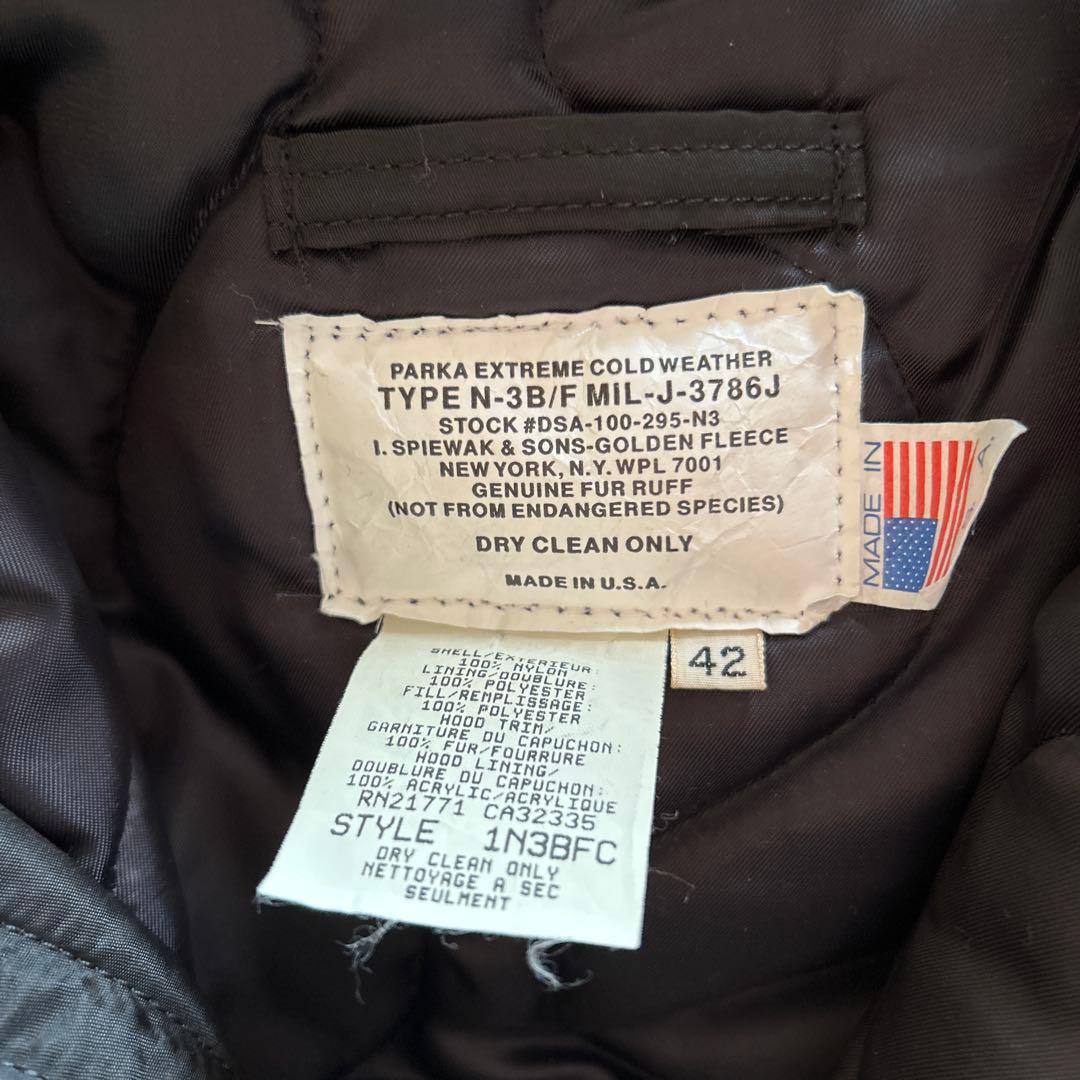 PARKA EXTREME COLD WEATHER
TYPE N-3B/F MIL-J-3786J
STOCK #DSA-100-295-N3
I. SPIEWAK & SONS-GOLDEN FLEECE
NEW YORK, N.Y. WPL 7001
GENUINE FUR RUFF
(NOT FROM ENDANGERED SPECIES)
DRY CLEAN ONLY
MADE IN U.S.A.
MADE IN
A.
42
SHELL/EXTERIEUR:
100% NYLON
LINING/DOUBLURE:
100% POLYESTER
FILL/REMPLISSAGE:
100% POLYESTER
HOOD TRIM/
GARNITURE DU CAPUCHON:
100% FUR/FOURRURE
HOOD LINING/
DOUBLURE DU CAPUCHON:
100% ACRYLIC/ACRYLIQUE
RN21771 CA32335
STYLE 1N3BFC
DRY CLEAN ONLY
NETTOYAGE A SEC
SEULMENT